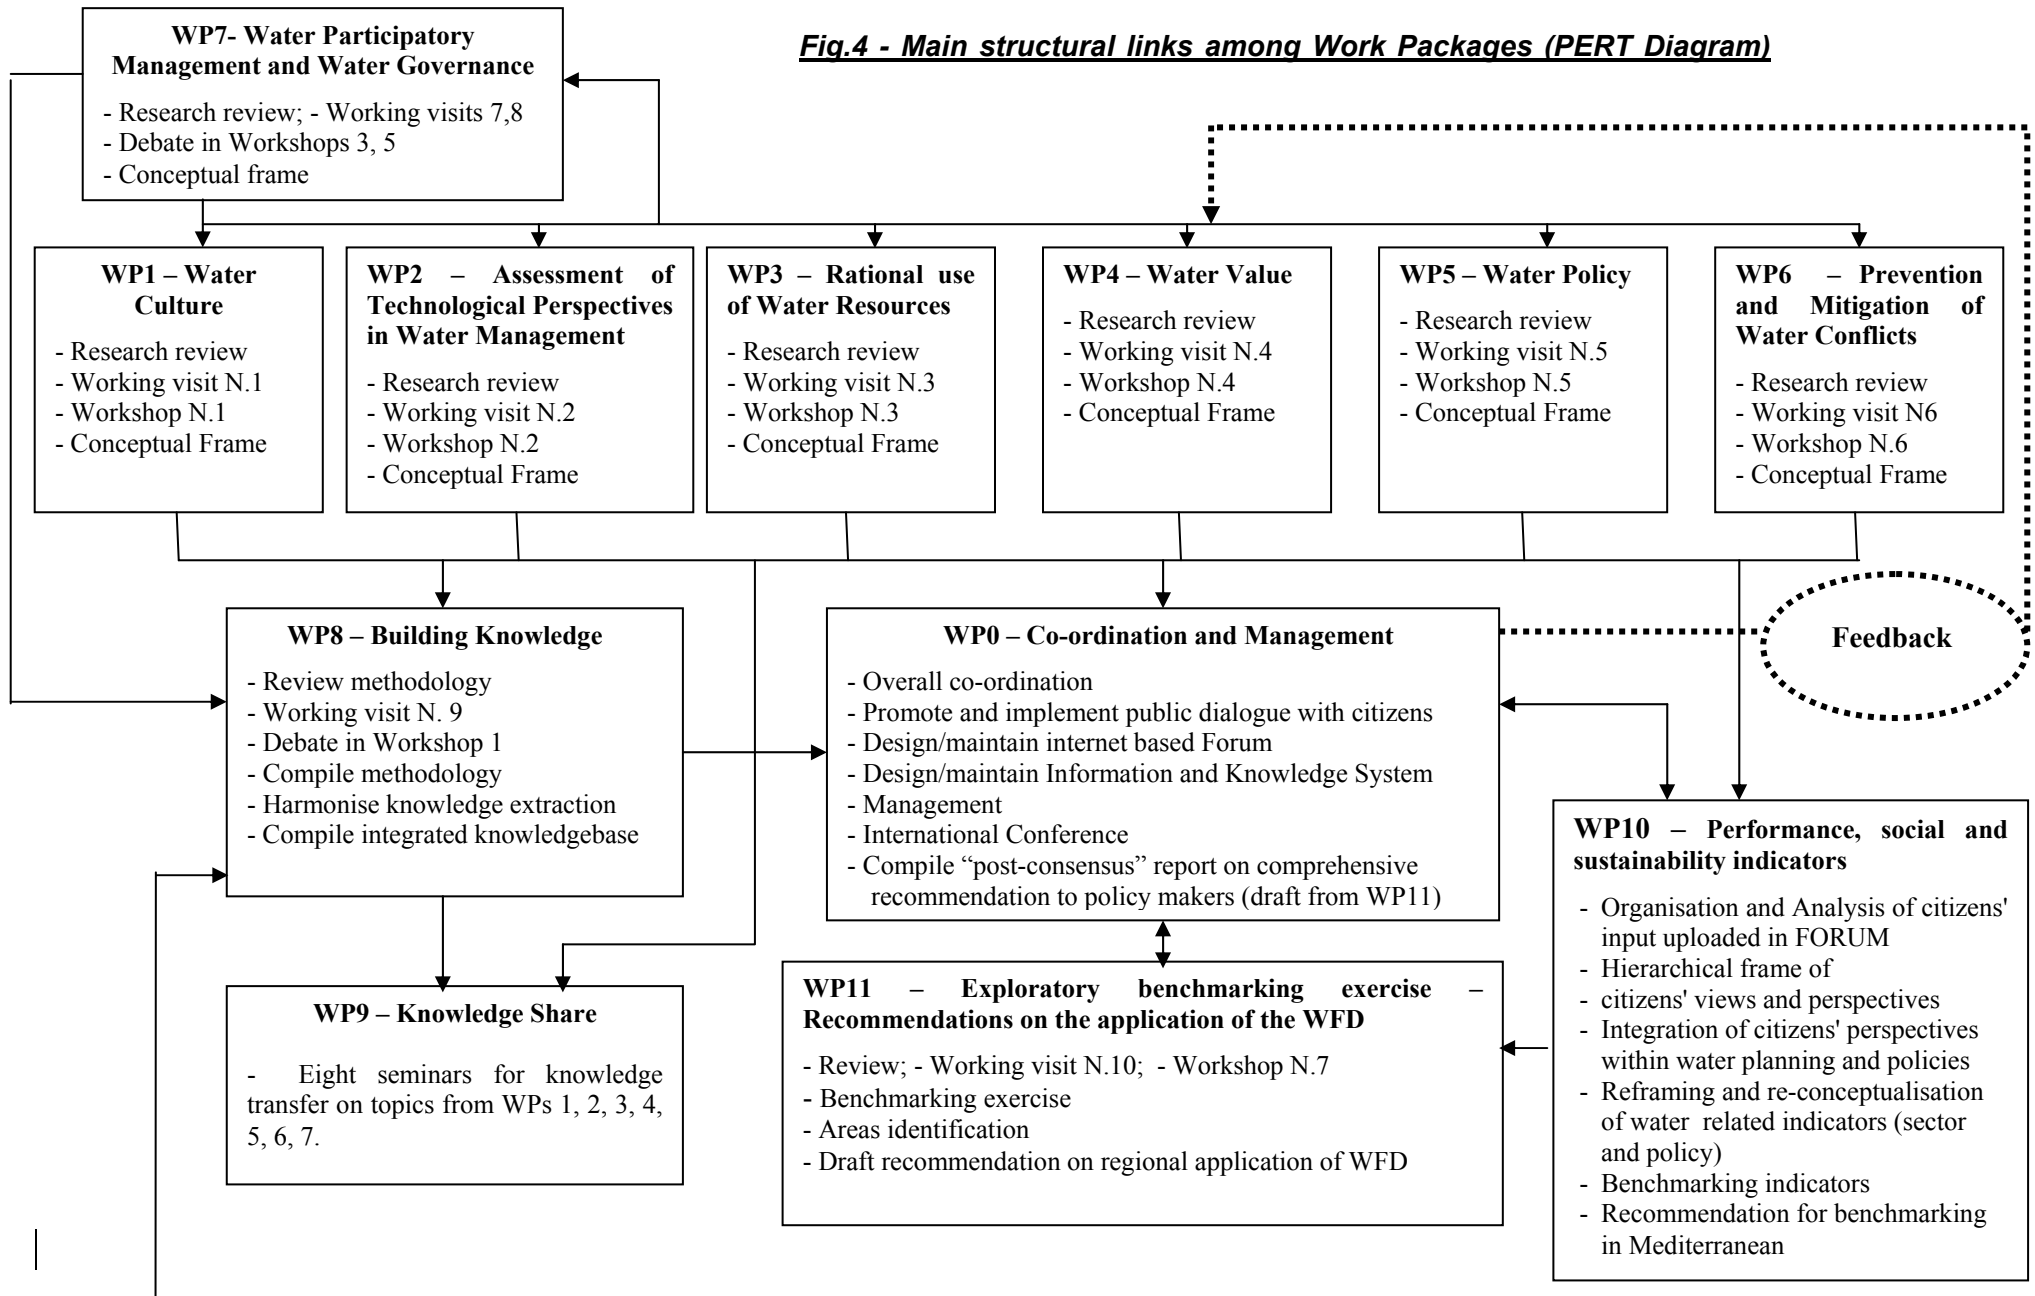 Fig.4 - Main structural links among Work Packages (PERT Diagram)
WP7- Water Participatory
Management and Water Governance
- Research review; - Working visits 7,8
- Debate in Workshops 3, 5
- Conceptual frame
WP1 – Water
Culture
- Research review
- Working visit N.1
- Workshop N.1
- Conceptual Frame
WP2 – Assessment of
Technological Perspectives
in Water Management
- Research review
- Working visit N.2
- Workshop N.2
- Conceptual Frame
WP3 – Rational use
of Water Resources
- Research review
- Working visit N.3
- Workshop N.3
- Conceptual Frame
WP4 – Water Value
- Research review
- Working visit N.4
- Workshop N.4
- Conceptual Frame
WP5 – Water Policy
- Research review
- Working visit N.5
- Workshop N.5
- Conceptual Frame
WP6 – Prevention
and Mitigation of
Water Conflicts
- Research review
- Working visit N6
- Workshop N.6
- Conceptual Frame
WP8 – Building Knowledge
- Review methodology
- Working visit N. 9
- Debate in Workshop 1
- Compile methodology
- Harmonise knowledge extraction
- Compile integrated knowledgebase
WP0 – Co-ordination and Management
- Overall co-ordination
- Promote and implement public dialogue with citizens
- Design/maintain internet based Forum
- Design/maintain Information and Knowledge System
- Management
- International Conference
- Compile “post-consensus” report on comprehensive
recommendation to policy makers (draft from WP11)
Feedback
WP9 – Knowledge Share
- Eight seminars for knowledge
transfer on topics from WPs 1, 2, 3, 4,
5, 6, 7.
WP11 – Exploratory benchmarking exercise –
Recommendations on the application of the WFD
- Review; - Working visit N.10; - Workshop N.7
- Benchmarking exercise
- Areas identification
- Draft recommendation on regional application of WFD
WP10 – Performance, social and
sustainability indicators
- Organisation and Analysis of citizens'
input uploaded in FORUM
- Hierarchical frame of
- citizens' views and perspectives
- Integration of citizens' perspectives
within water planning and policies
- Reframing and re-conceptualisation
of water related indicators (sector
and policy)
- Benchmarking indicators
- Recommendation for benchmarking
in Mediterranean